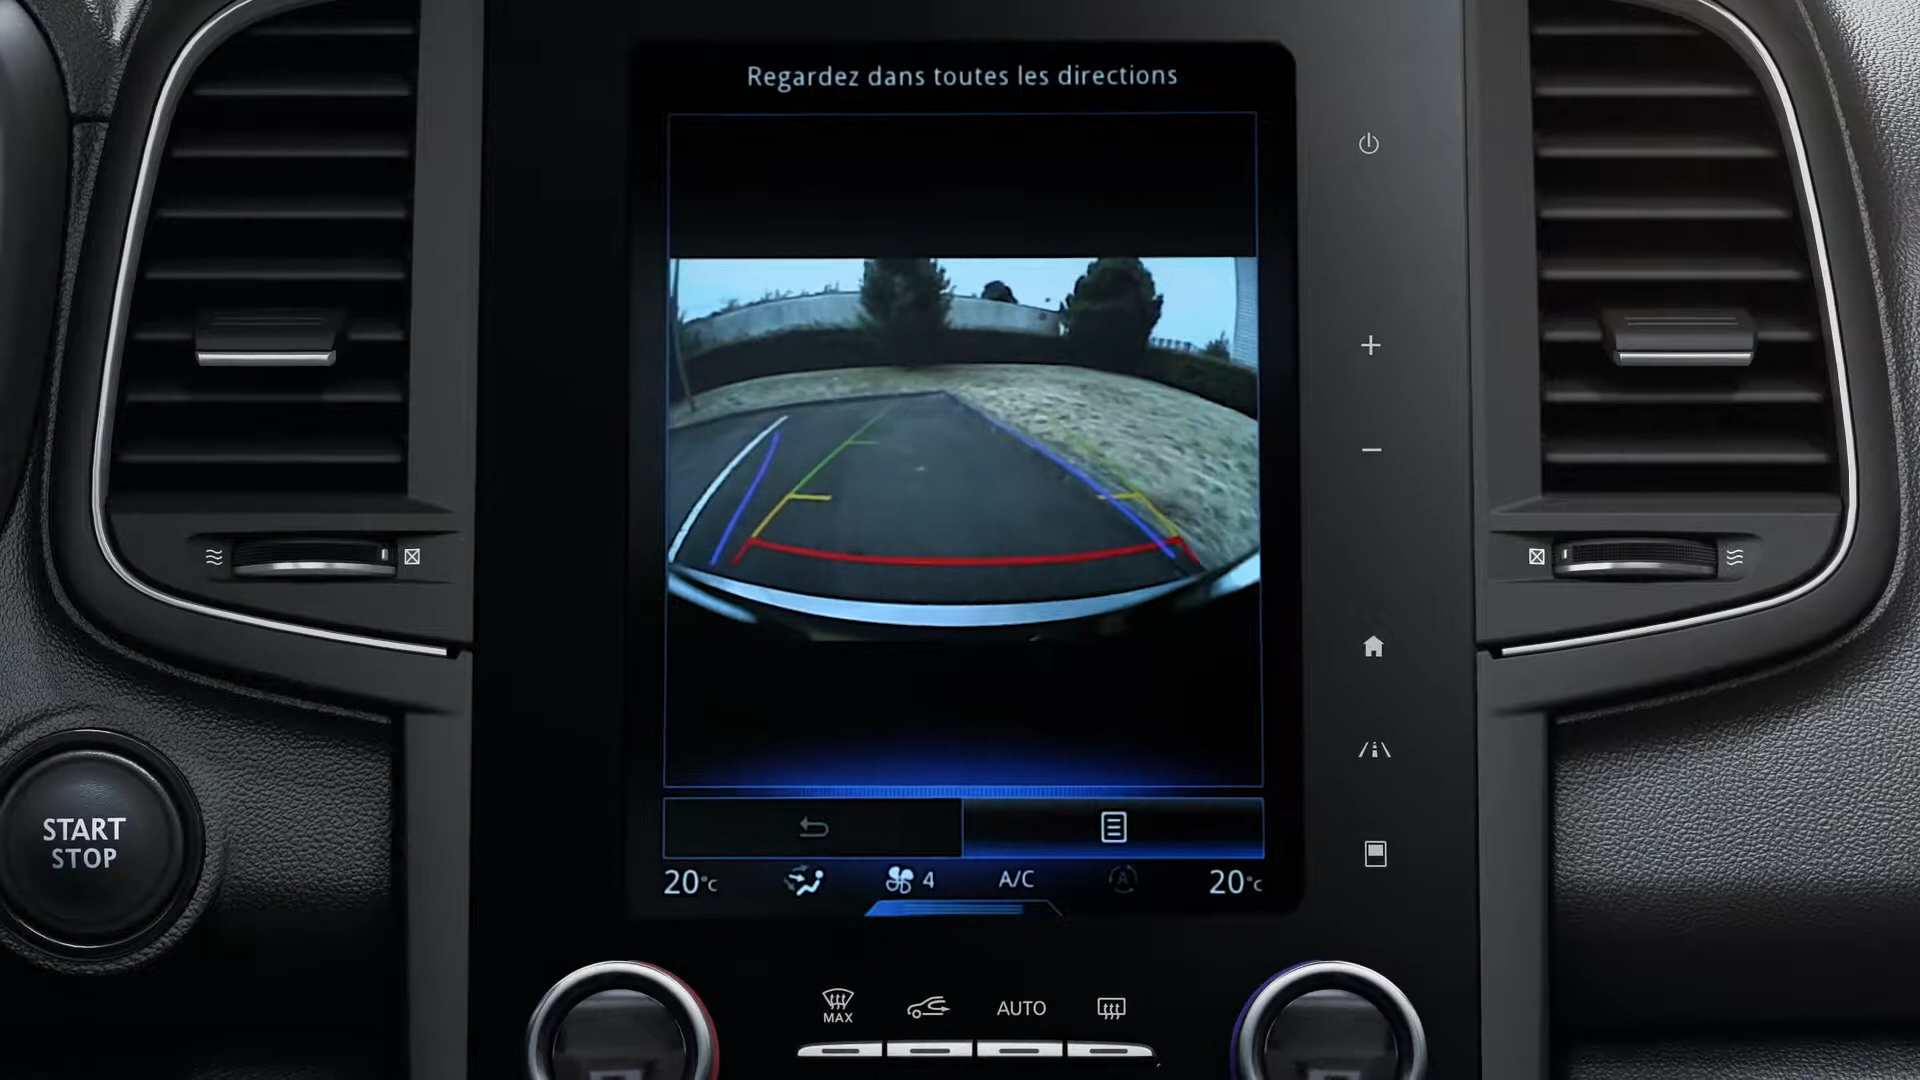 Regardez dans toutes les directions
START
STOP
20°C
4
A/C
A
20°C
MAX
AUTO